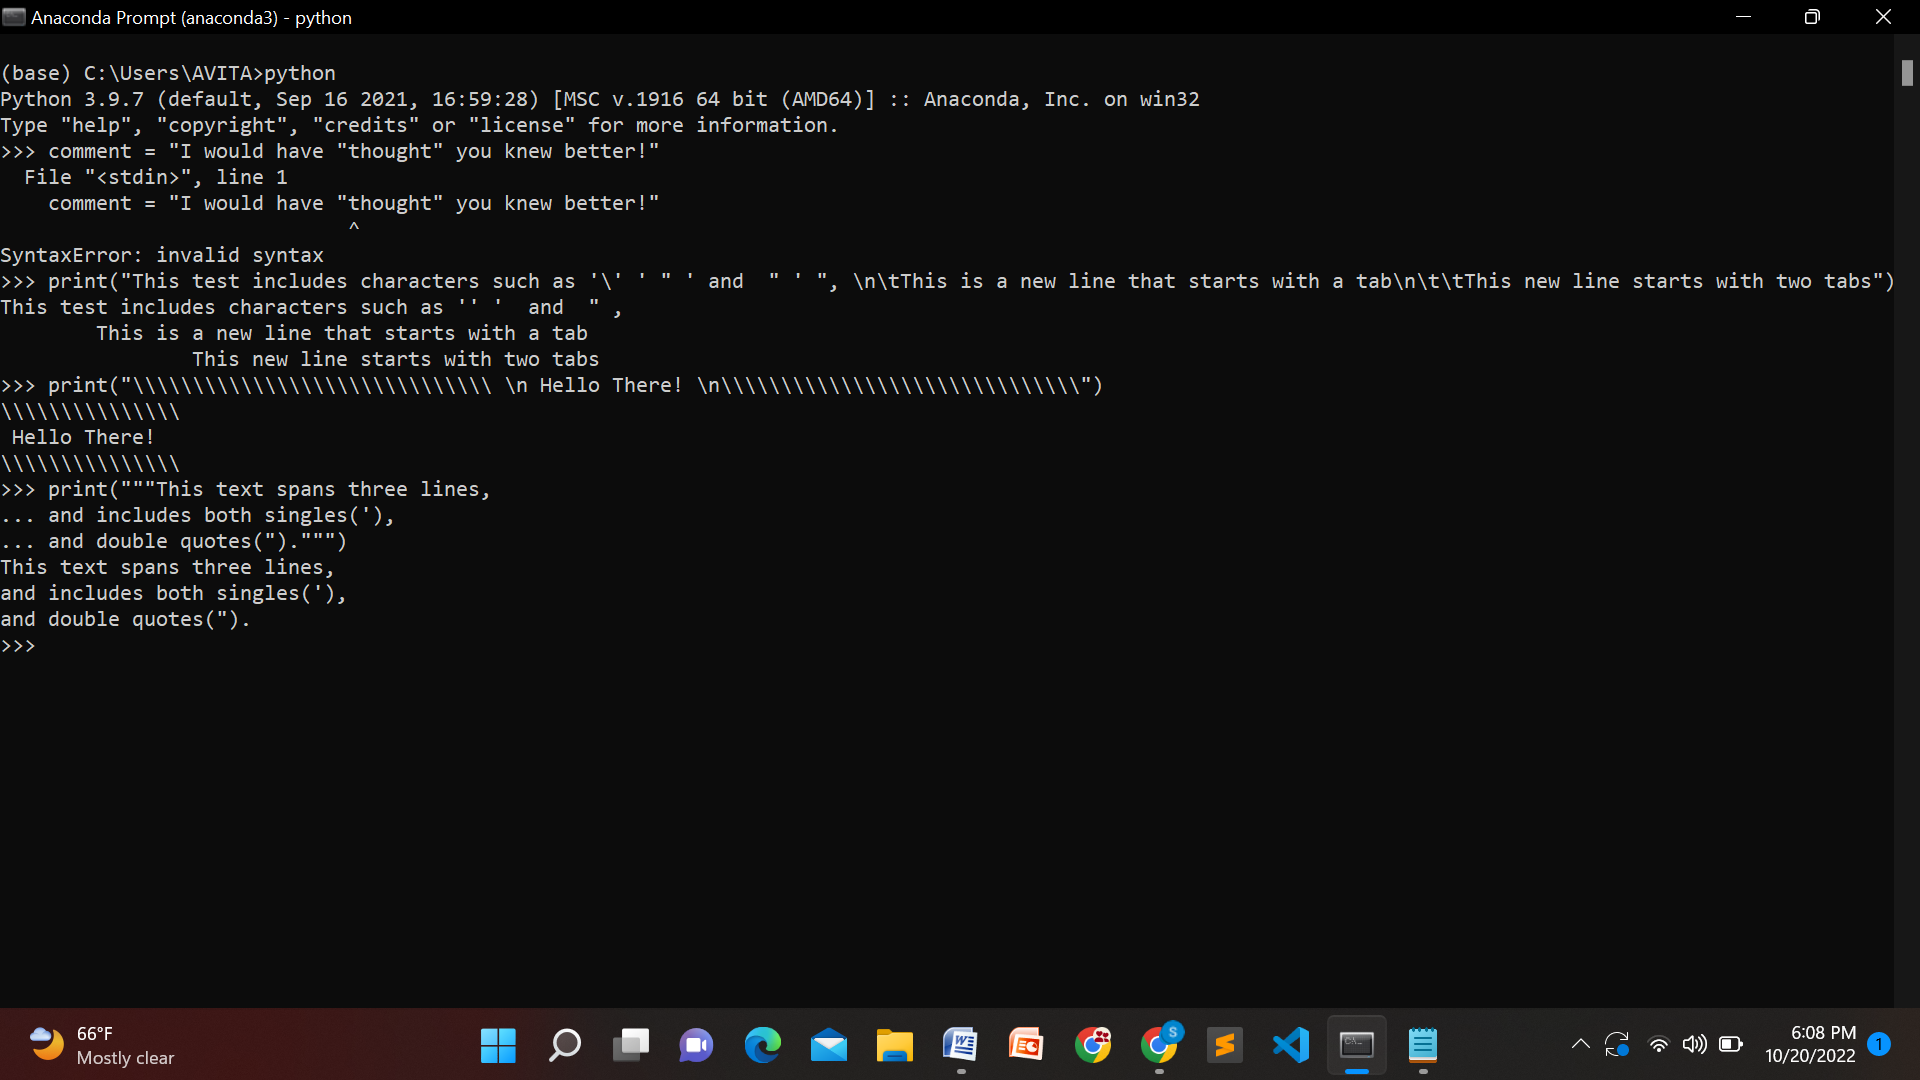 Anaconda Prompt (anaconda3) - python
(base) C:\Users\AVITA>python
Python 3.9.7 (default, Sep 16 2021, 16:59:28) [MSC v.1916 64 bit (AMD64)] :: Anaconda, Inc. on win32
Type "help", "copyright", "credits" or "license" for more information.
>>> comment = "I would have "thought" you knew better!"
  File "<stdin>", line 1
    comment = "I would have "thought" you knew better!"
                             ^
SyntaxError: invalid syntax
>>> print("This test includes characters such as '\' ' " ' and  " ' ", \n\tThis is a new line that starts with a tab\n\t\tThis new line starts with two tabs")
This test includes characters such as '' '  and  " ,
        This is a new line that starts with a tab
                This new line starts with two tabs
>>> print("\\\\\\\\\\\\\\\\\\\\\\\\\\\\\\ \n Hello There! \n\\\\\\\\\\\\\\\\\\\\\\\\\\\\\\")
\\\\\\\\\\\\\\\
 Hello There!
\\\\\\\\\\\\\\\
>>> print("""This text spans three lines,
... and includes both singles('),
... and double quotes(").""")
This text spans three lines,
and includes both singles('),
and double quotes(").
>>>
66°F
Mostly clear
S
6:08 PM
10/20/2022
1